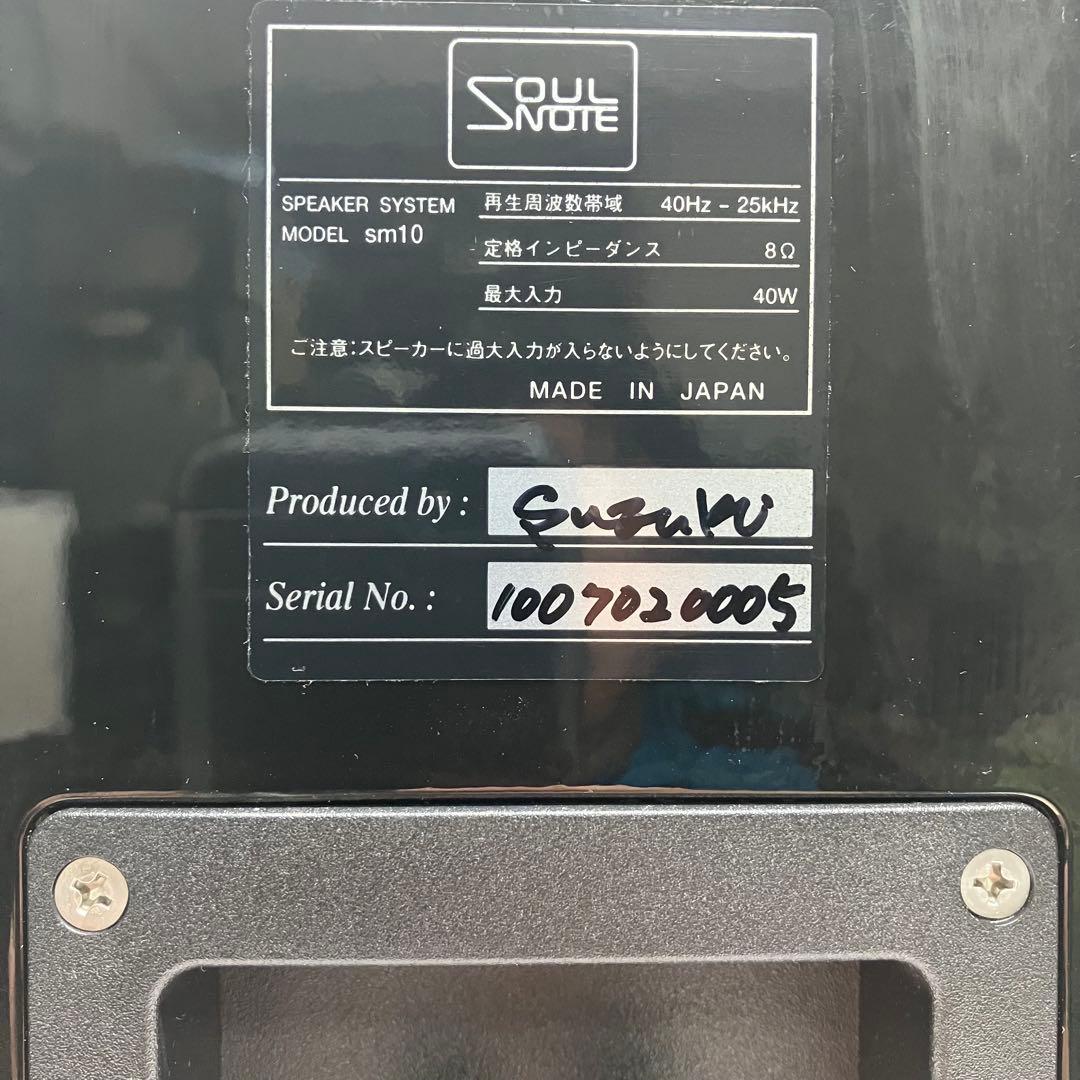 SOUL
NOTE
SPEAKER SYSTEM
MODEL sm10
再生周波数帯域 40Hz - 25kHz
定格インピーダンス 8Ω
最大入力 40W
ご注意:スピーカーに過大入力が入らないようにしてください。
MADE IN JAPAN
Produced by :
Serial No. : 1007020005